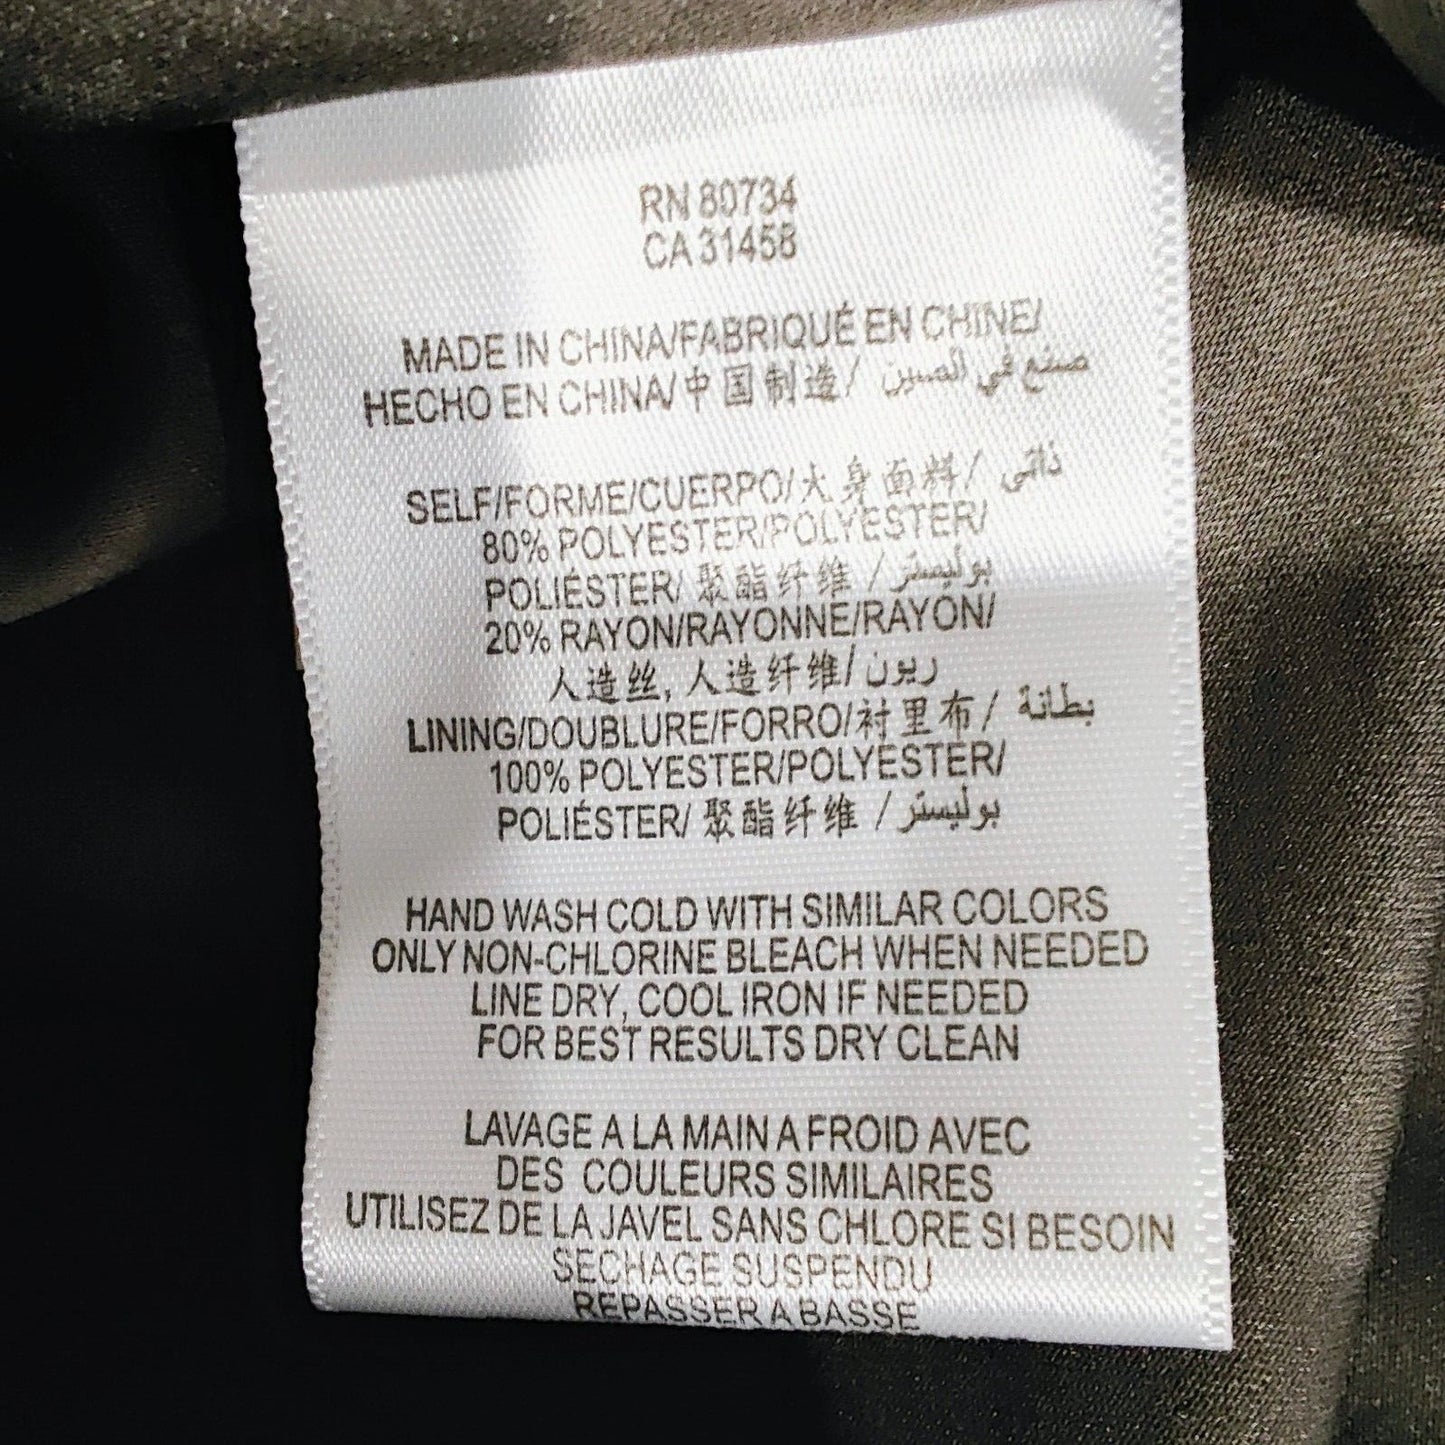 RN 80734
CA 31458
MADE IN CHINA/FABRIQUÉ EN CHINE/
HECHO EN CHINA/中国制造/ صنع في الصين
SELF/FORME/CUERPO/大身面料/ ذاتي
80% POLYESTER/POLYESTER/
POLIÉSTER/ 聚酯纤维 / بوليستر
20% RAYON/RAYONNE/RAYON/
人造丝, 人造纤维/ ريون
LINING/DOUBLURE/FORRO/衬里布/ بطانة
100% POLYESTER/POLYESTER/
POLIÉSTER/ 聚酯纤维 / بوليستر
HAND WASH COLD WITH SIMILAR COLORS
ONLY NON-CHLORINE BLEACH WHEN NEEDED
LINE DRY, COOL IRON IF NEEDED
FOR BEST RESULTS DRY CLEAN
LAVAGE A LA MAIN A FROID AVEC
DES COULEURS SIMILAIRES
UTILISEZ DE LA JAVEL SANS CHLORE SI BESOIN
SECHAGE SUSPENDU
REPASSER A BASSE